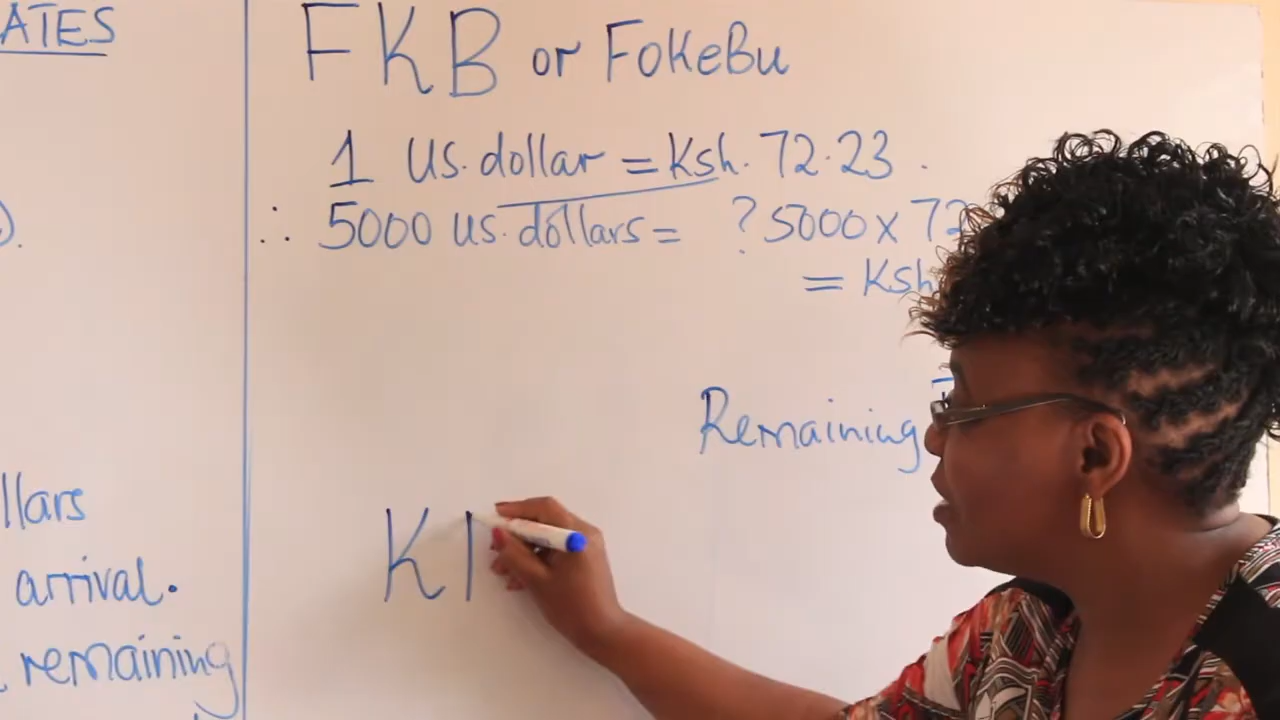 ATES
).
llars
arrival.
remaining
FKB or FoKeBu
1 US.dollar = Ksh. 72.23.
∴ 5000 us.dollars = ? 5000 x 72
= Ksh
Remaining
K